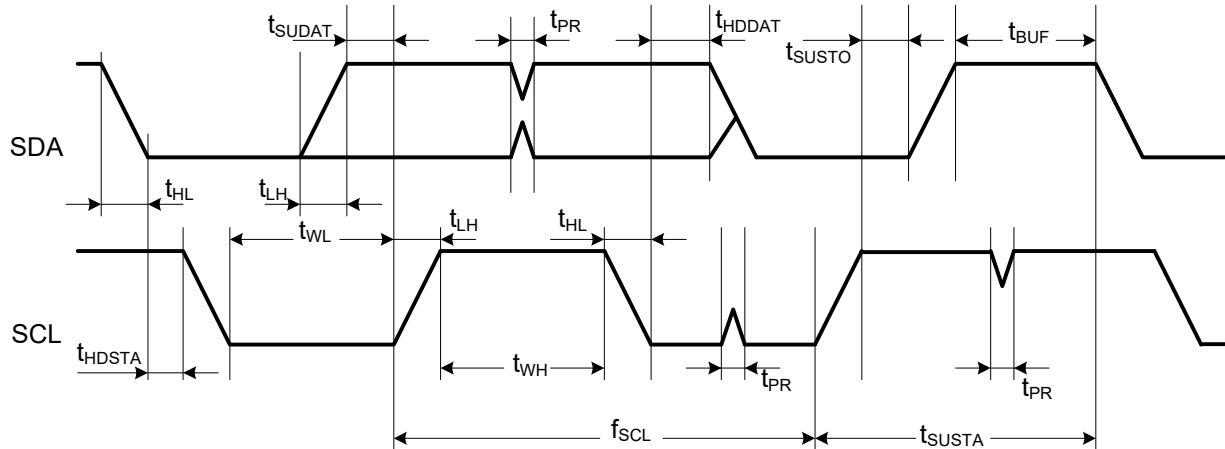 tSUDAT tPR tHDDAT tSUSTO tBUF
SDA
tHL tLH tWL tLH tHL
SCL
tHDSTA tWH tPR tPR
fSCL tSUSTA